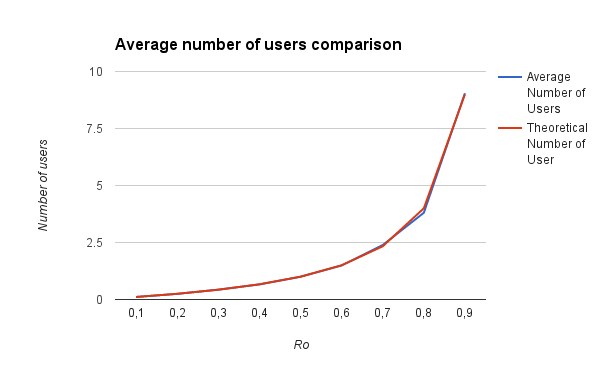 Average number of users comparison
10
7.5
5
2.5
0
Number of users
0,1 0,2 0,3 0,4 0,5 0,6 0,7 0,8 0,9
Ro
Average
Number of
Users
Theoretical
Number of
User